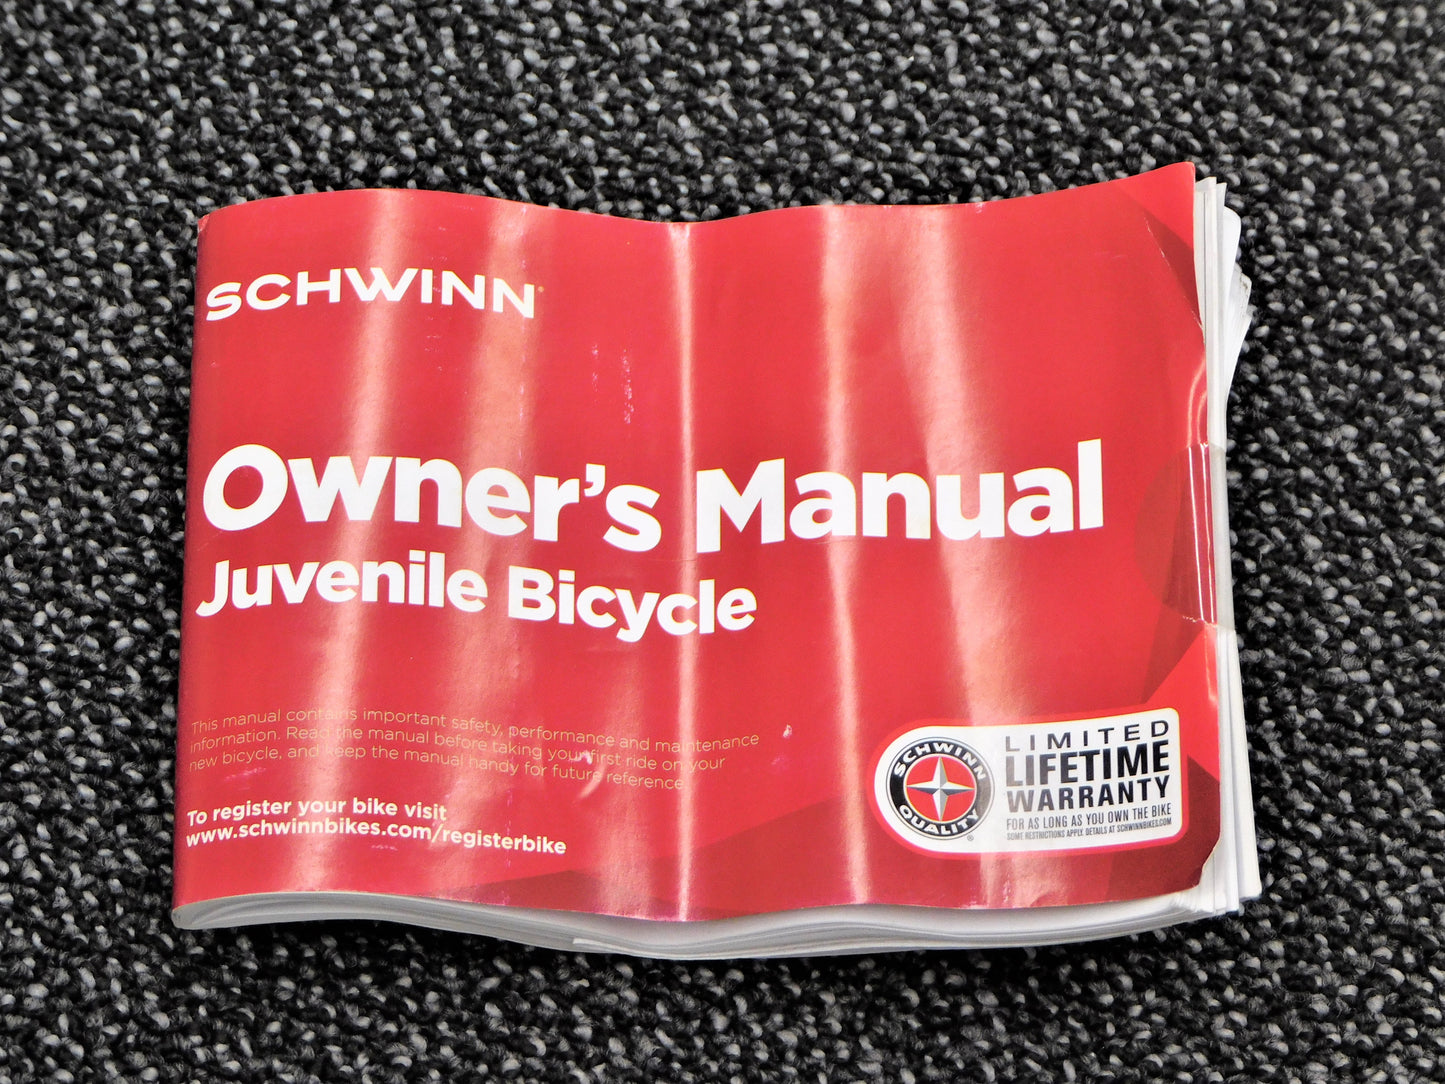 SCHWINN
Owner's Manual
Juvenile Bicycle
This manual contains important safety, performance and maintenance
information. Read the manual before taking your first ride on your
new bicycle, and keep the manual handy for future reference
To register your bike visit
www.schwinnbikes.com/registerbike
SCHWINN
QUALITY
®
LIMITED
LIFETIME
WARRANTY
FOR AS LONG AS YOU OWN THE BIKE
SOME RESTRICTIONS APPLY. DETAILS AT SCHWINNBIKES.COM